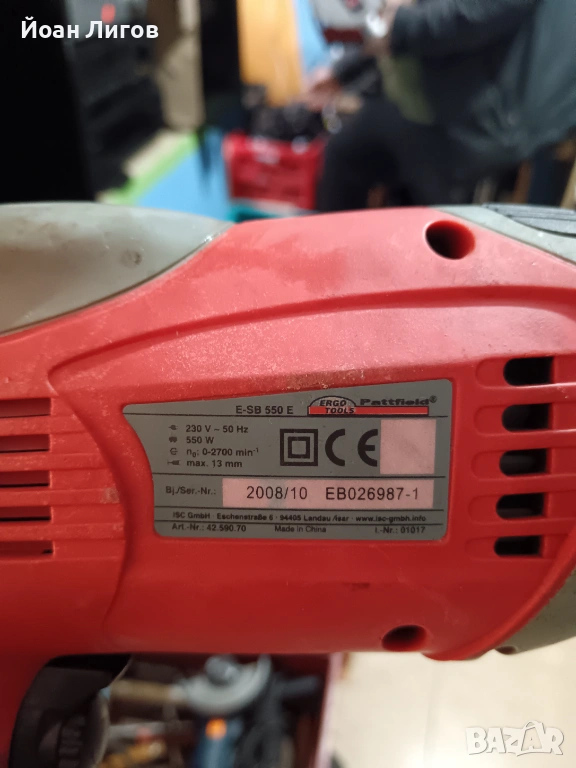 Йоан Лигов
E-SB 550 E
ERGO TOOLS Pattfield®
230 V ~ 50 Hz
550 W
n₀: 0-2700 min⁻¹
max. 13 mm
CE
Bj./Ser.-Nr.: 2008/10 EB026987-1
ISC GmbH · Eschenstraße 6 · 94405 Landau /Isar · www.isc-gmbh.info
Art.-Nr.: 42.590.70 Made in China I.-Nr.: 01017
BAZAR